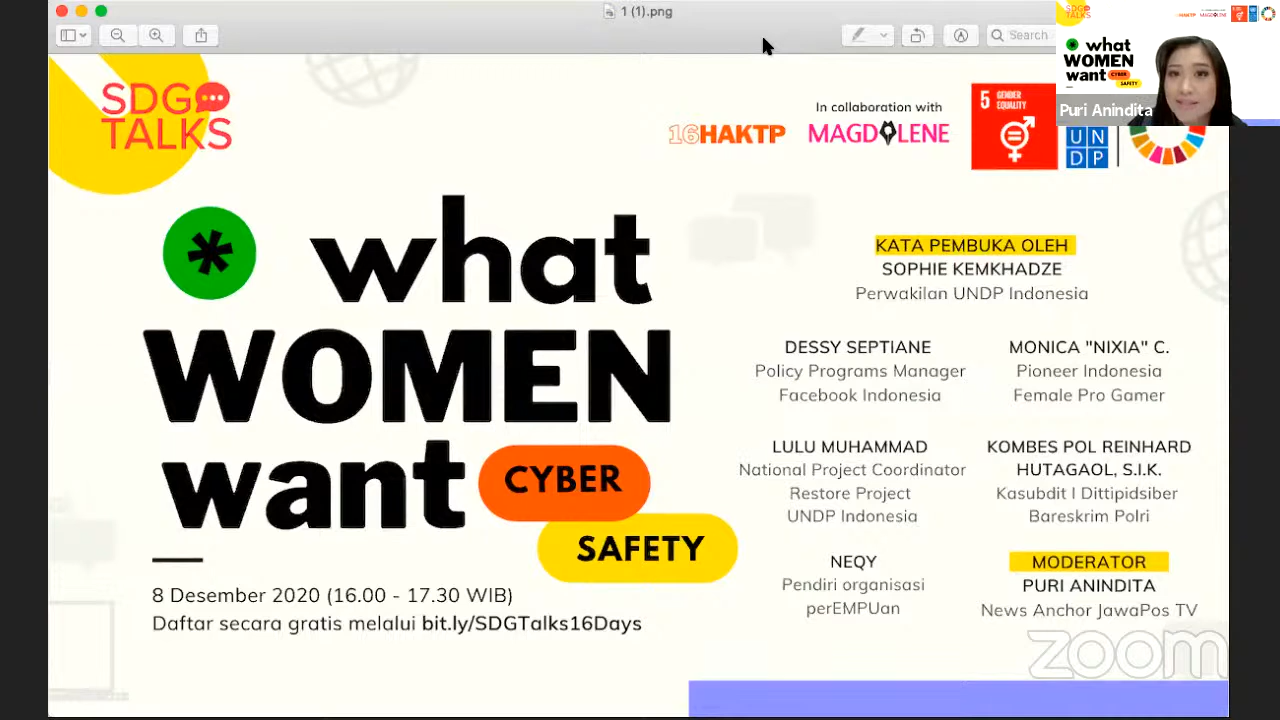 1 (1).png
Search
SDG
TALKS
In collaboration with
16HAKTP
MAGDALENE
5 GENDER
EQUALITY
U N
D P
what
WOMEN
want
CYBER
SAFETY
8 Desember 2020 (16.00 - 17.30 WIB)
Daftar secara gratis melalui bit.ly/SDGTalks16Days
KATA PEMBUKA OLEH
SOPHIE KEMKHADZE
Perwakilan UNDP Indonesia
DESSY SEPTIANE
Policy Programs Manager
Facebook Indonesia
MONICA "NIXIA" C.
Pioneer Indonesia
Female Pro Gamer
LULU MUHAMMAD
National Project Coordinator
Restore Project
UNDP Indonesia
KOMBES POL REINHARD
HUTAGAOL, S.I.K.
Kasubdit I Dittipidsiber
Bareskrim Polri
NEQY
Pendiri organisasi
perEMPUan
MODERATOR
PURI ANINDITA
News Anchor JawaPos TV
zoom
TALKS
HAKTP
MAGDALENE
what
WOMEN
want
CYBER
SAFETY
Puri Anindita